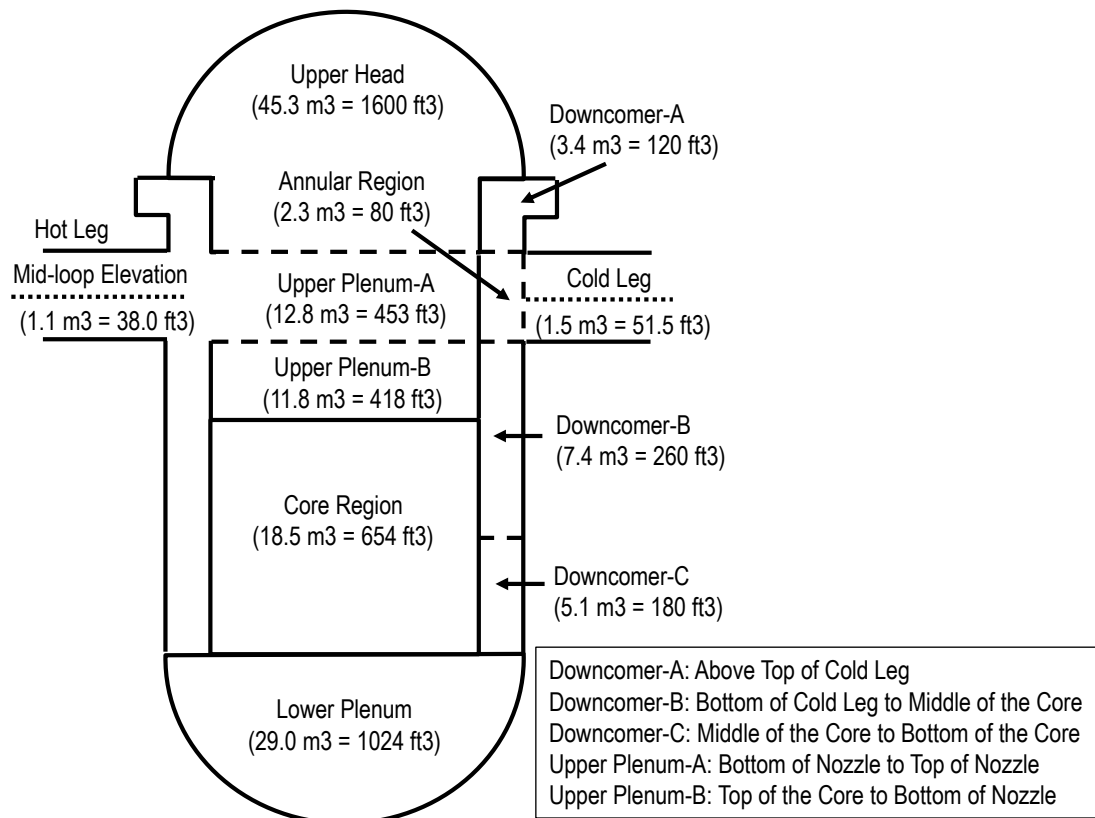 Upper Head
(45.3 m3 = 1600 ft3)
Downcomer-A
(3.4 m3 = 120 ft3)
Annular Region
(2.3 m3 = 80 ft3)
Hot Leg
Mid-loop Elevation
(1.1 m3 = 38.0 ft3)
Upper Plenum-A
(12.8 m3 = 453 ft3)
Cold Leg
(1.5 m3 = 51.5 ft3)
Upper Plenum-B
(11.8 m3 = 418 ft3)
Downcomer-B
(7.4 m3 = 260 ft3)
Core Region
(18.5 m3 = 654 ft3)
Downcomer-C
(5.1 m3 = 180 ft3)
Lower Plenum
(29.0 m3 = 1024 ft3)
Downcomer-A: Above Top of Cold Leg
Downcomer-B: Bottom of Cold Leg to Middle of the Core
Downcomer-C: Middle of the Core to Bottom of the Core
Upper Plenum-A: Bottom of Nozzle to Top of Nozzle
Upper Plenum-B: Top of the Core to Bottom of Nozzle